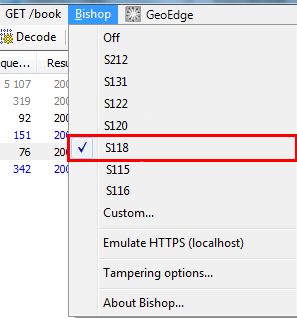 GET /book Bishop GeoEdge
Decode Off
S212
que... Resu S131
5 107 200 S122
319 200 S120
92 200
151 200 S118
76 200 S115
342 200 S116
Custom...
Emulate HTTPS (localhost)
Tampering options...
About Bishop...